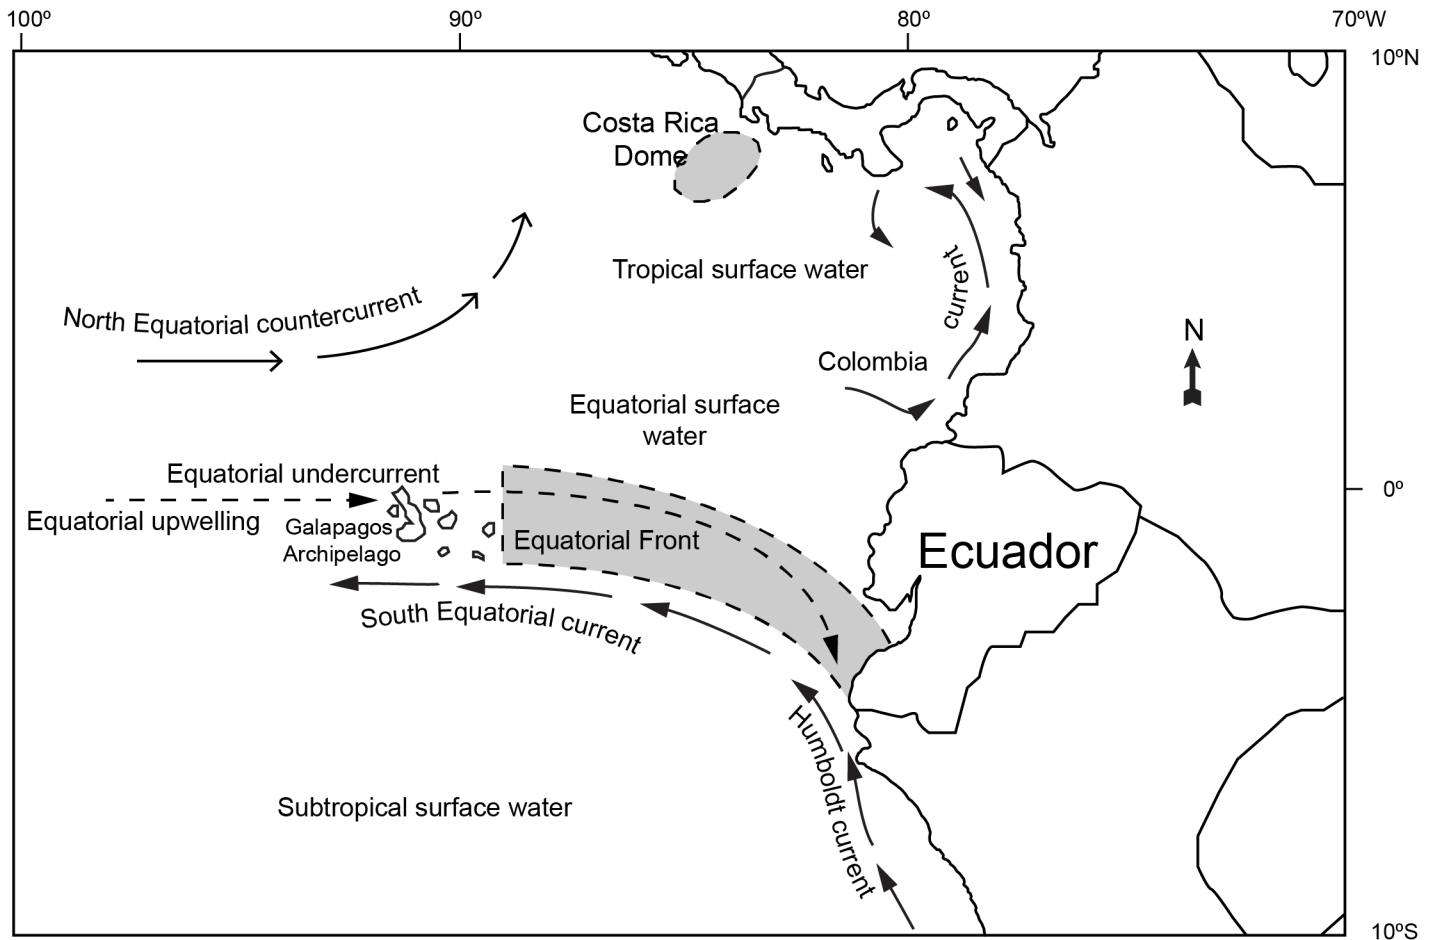 100º
90º
80º
70ºW
10ºN
Costa Rica
Dome
Tropical surface water
current
North Equatorial countercurrent
N
Colombia
Equatorial surface
water
Equatorial undercurrent
0º
Equatorial upwelling
Galapagos
Archipelago
Equatorial Front
Ecuador
South Equatorial current
Humboldt current
Subtropical surface water
10ºS